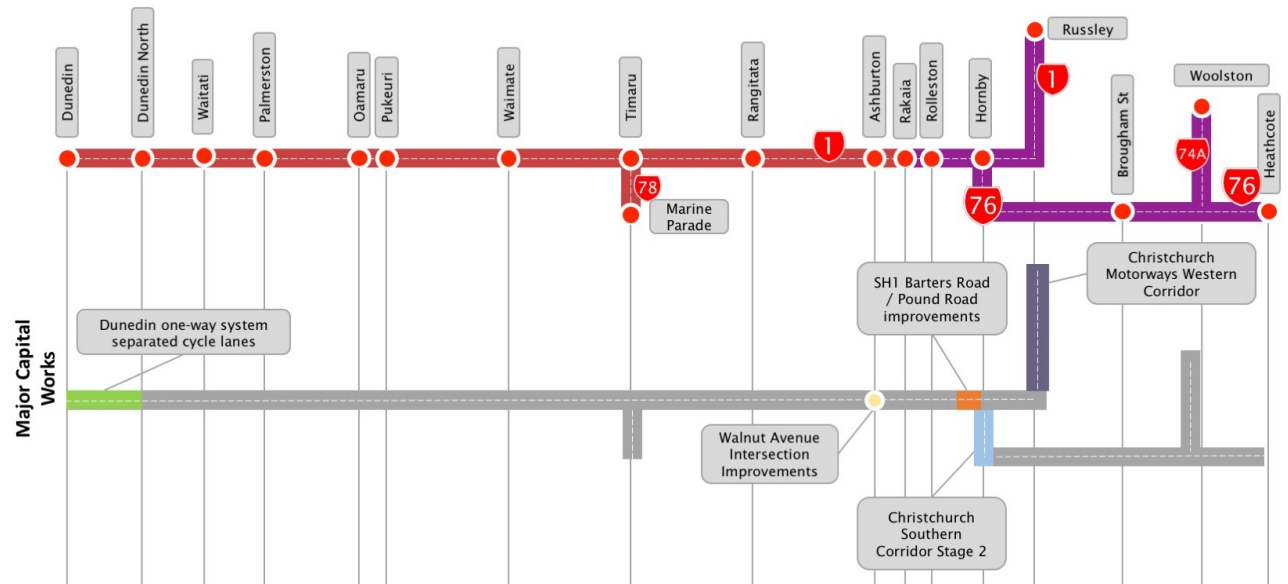 Dunedin
Dunedin North
Waitati
Palmerston
Oamaru
Pukeuri
Waimate
Timaru
Rangitata
Ashburton
Rakaia
Rolleston
Hornby
Russley
Brougham St
Woolston
Heathcote
1
1
78
76
74A
76
Marine
Parade
Major Capital
Works
Dunedin one-way system
separated cycle lanes
SH1 Barters Road
/ Pound Road
improvements
Christchurch
Motorways Western
Corridor
Walnut Avenue
Intersection
Improvements
Christchurch
Southern
Corridor Stage 2